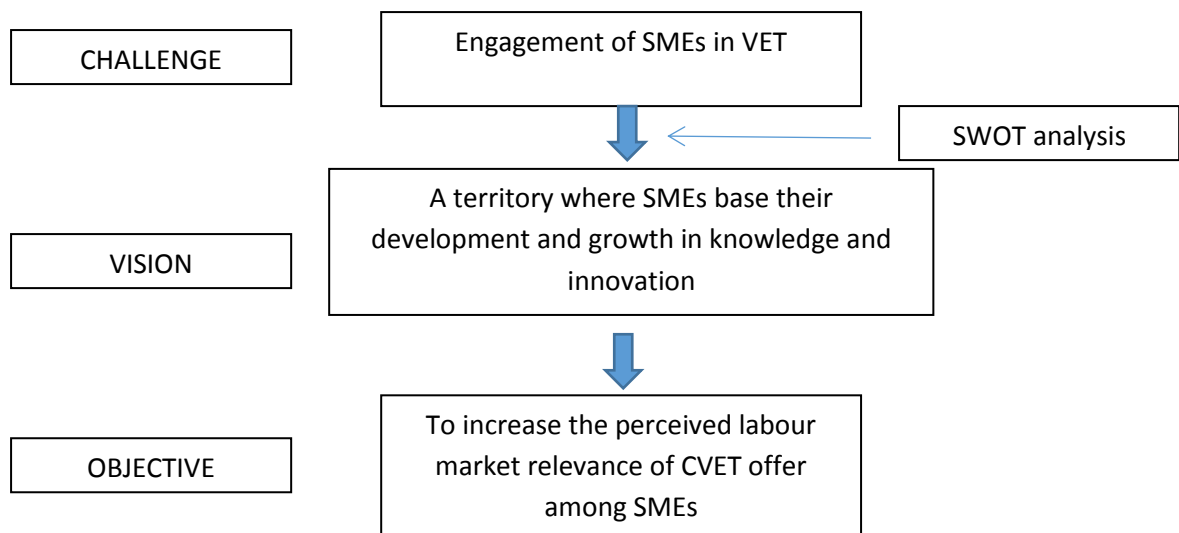 CHALLENGE
Engagement of SMEs in VET
SWOT analysis
VISION
A territory where SMEs base their
development and growth in knowledge and
innovation
OBJECTIVE
To increase the perceived labour
market relevance of CVET offer
among SMEs